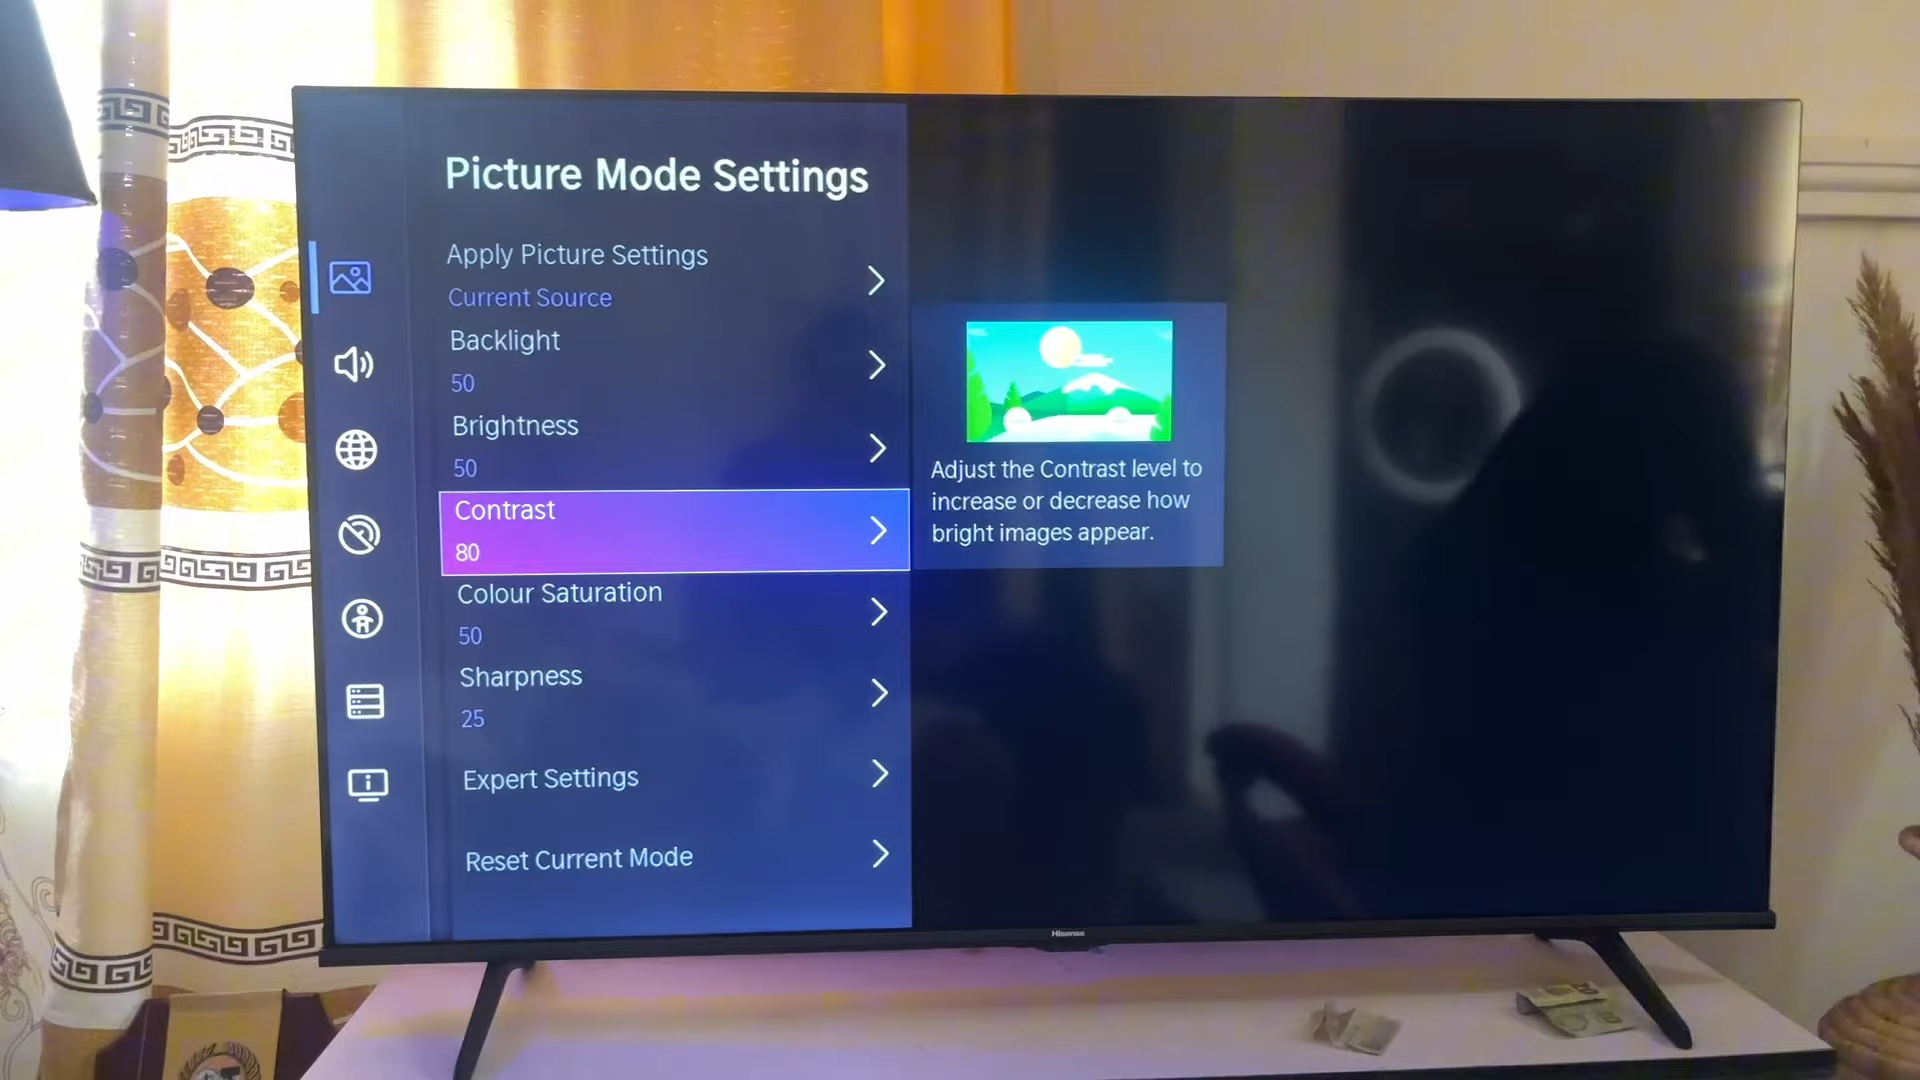 Picture Mode Settings
Apply Picture Settings
Current Source
Backlight
50
Brightness
50
Contrast
80
Colour Saturation
50
Sharpness
25
Expert Settings
Reset Current Mode
Adjust the Contrast level to
increase or decrease how
bright images appear.
Hisense